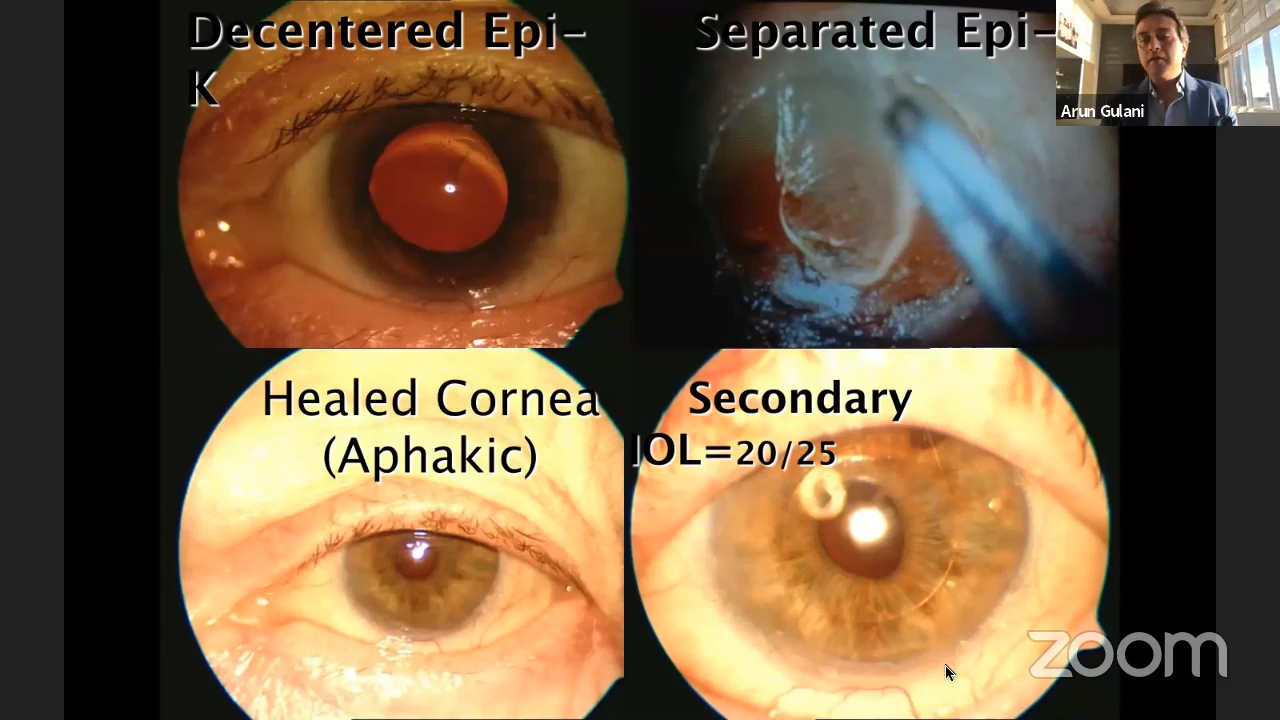 Decentered Epi-
K
Separated Epi-
Arun Gulani
Healed Cornea
(Aphakic)
Secondary
IOL=20/25
zoom